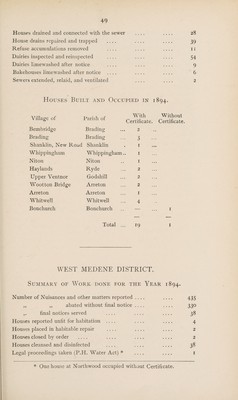 49
Houses drained and connected with the sewer .... .... 28
House drains repaired and trapped .... .... .... 39
Refuse accumulations removed .... .... .... 11
Dairies inspected and reinspected .... .... .... 54
Dairies limewashed after notice .... .... .... 9
Bakehouses limewashed after notice .... .... .... 6
Sewers extended, relaid, and ventilated .... .... 2
Houses Built and Occupied in 1894.
Village of Parish of With Certificate. Without Certificate.
Bembridge Brading ... 2 ..
Brading Brading ... 3 ..
Shanklin, New Road Shanklin . 1 ...
Whippingham Whippingham.. 1 ...
Niton Niton .. 1 ...
Haylands Ryde ... 2 ..
Upper Ventnor Godshill ... 2 ..
Wootton Bridge Arreton ... 2 ..
Arreton Arreton ... 1 ..
Whitwell Whitwell ... 4 ..
Bonchurch Bonchurch .. ... 1
Total ... 19 1
WEST MEDENE DISTRICT.
Summary of Work done for the Year 1894.
Number of Nuisances and other matters reported .... .... 435
„ „ abated without final notice .... .... 330
„ final notices served .... .... 38
Houses reported unfit for habitation .... .... .... 4
Houses placed in habitable repair .... .... .... 2
Houses closed by order .... .... .... 2
Houses cleansed and disinfected .... .... .... 38
Legal proceedings taken (P.H. Water Act) * .... .... 1
* One house at Northwood occupied without Certificate.